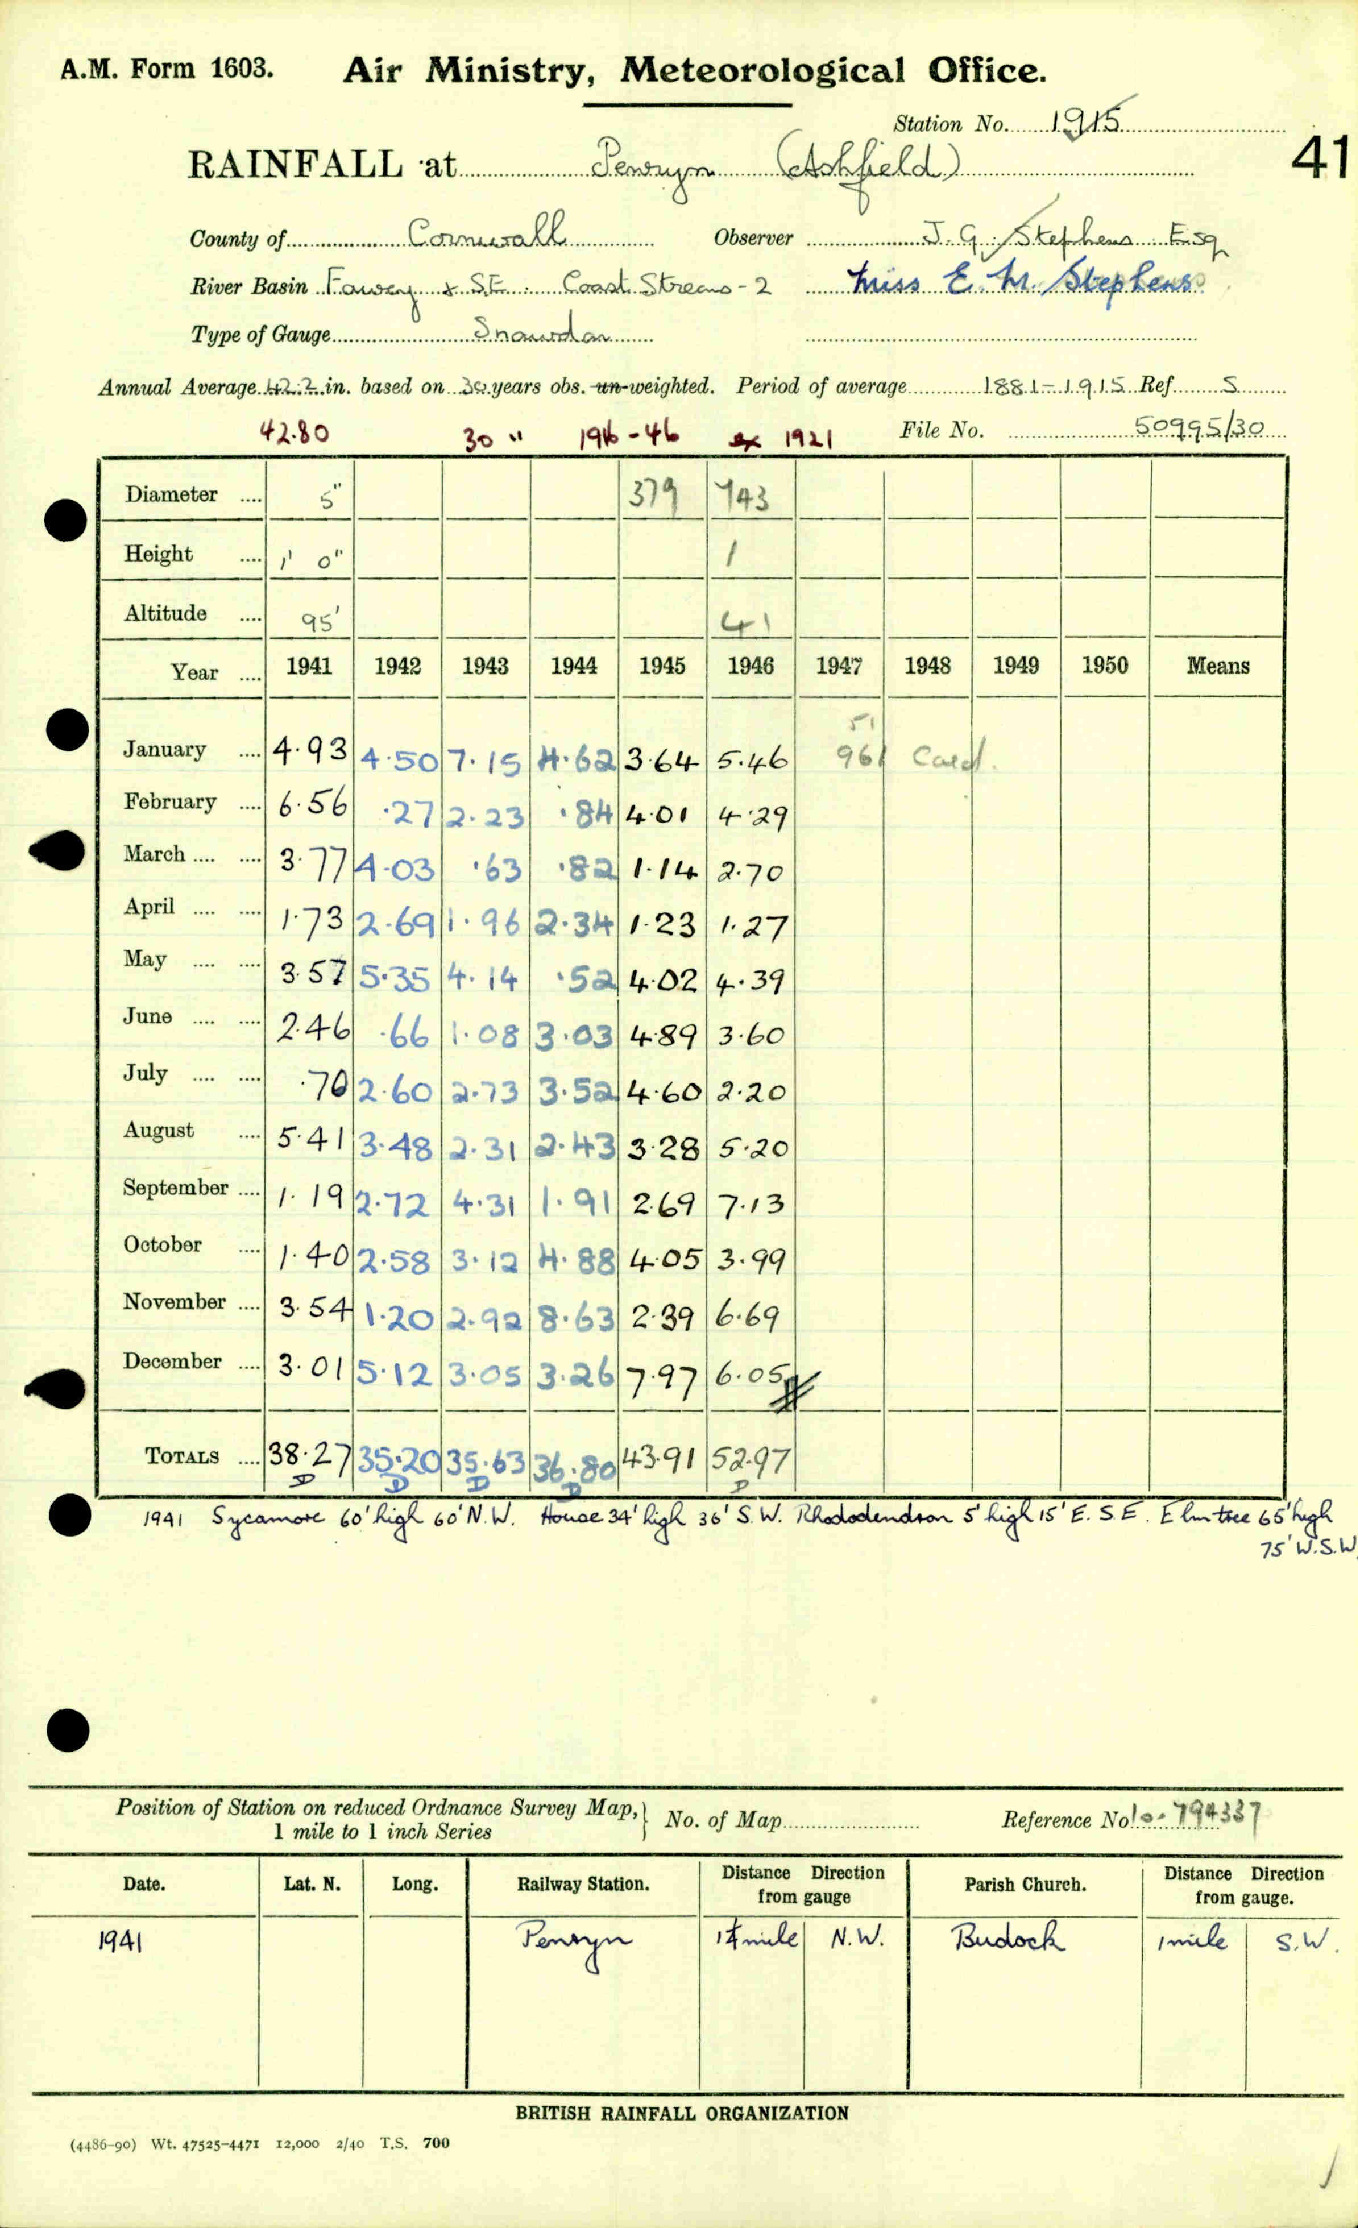 A.M. Form 1603. Air Ministry, Meteorological Office.
Station No. 1915
RAINFALL at Penryn (Ashfield) 41
County of Cornwall Observer J. G. Stephens Esq
River Basin Fowey & S.E. Coast Streams - 2 Miss E. M. Stephens
Type of Gauge Snowdon
Annual Average 42.2 in. based on 30 years obs. un-weighted. Period of average 1881-1915 Ref. S
42.80 30 " 1916-46 ex 1921 File No. 50995/30
Diameter .... 5" 379 743
Height .... 1' 0" 1
Altitude .... 95' 41
Year .... 1941 1942 1943 1944 1945 1946 1947 1948 1949 1950 Means
51
January .... 4.93 4.50 7.15 4.62 3.64 5.46 961 Card.
February .... 6.56 .27 2.23 .84 4.01 4.29
March .... .... 3.77 4.03 .63 .82 1.14 2.70
April .... .... 1.73 2.69 1.96 2.34 1.23 1.27
May .... .... 3.57 5.35 4.14 .52 4.02 4.39
June .... .... 2.46 .66 1.08 3.03 4.89 3.60
July .... .... .70 2.60 2.73 3.52 4.60 2.20
August .... 5.41 3.48 2.31 2.43 3.28 5.20
September .... 1.19 2.72 4.31 1.91 2.69 7.13
October .... 1.40 2.58 3.12 4.88 4.05 3.99
November .... 3.54 1.20 2.92 8.63 2.39 6.69
December .... 3.01 5.12 3.05 3.26 7.97 6.05
TOTALS .... 38.27 35.20 35.63 36.80 43.91 52.97
D D D D D
1941 Sycamore 60' high 60' N.W. House 34' high 36' S.W. Rhododendron 5' high 15' E.S.E. Elm tree 65' high
75' W.S.W.
Position of Station on reduced Ordnance Survey Map,
1 mile to 1 inch Series } No. of Map Reference No. 10-794337
Date. Lat. N. Long. Railway Station. Distance from gauge Direction Parish Church. Distance from gauge. Direction
1941 Penryn 1¼ mile N.W. Budock 1 mile S.W.
BRITISH RAINFALL ORGANIZATION
(4486-90) Wt. 47525-4471 12,000 2/40 T.S. 700